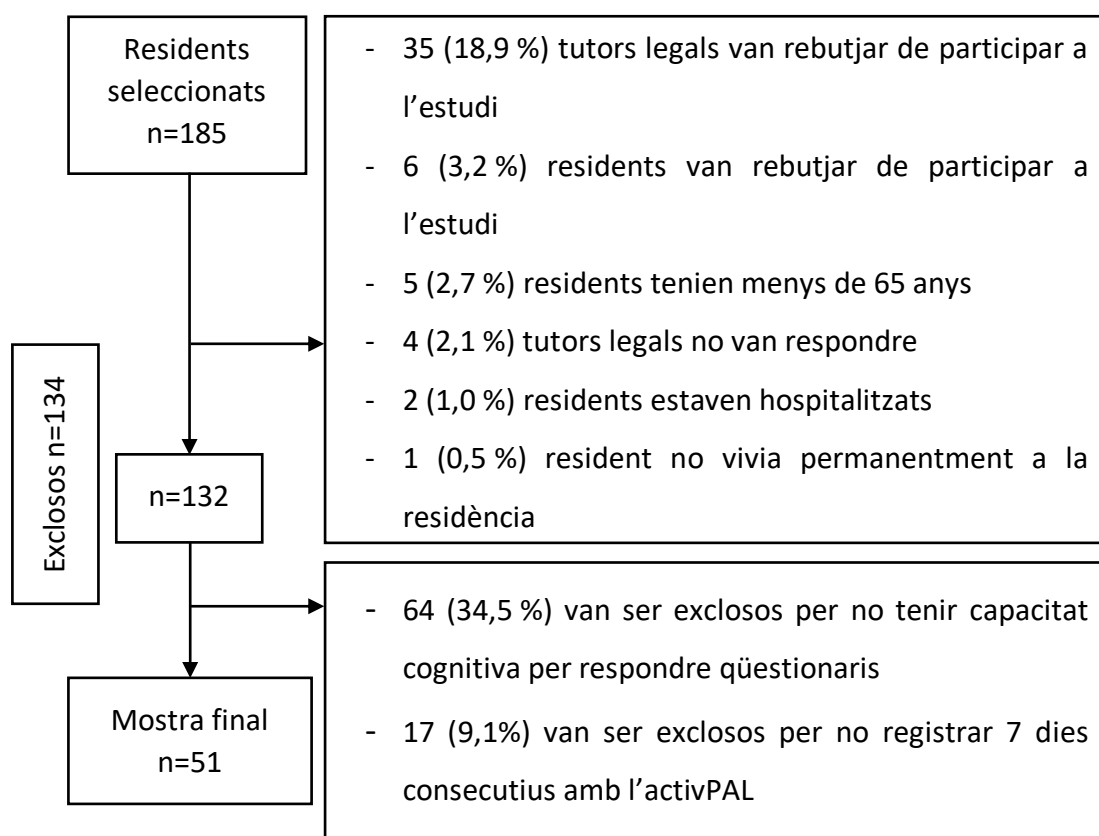 Residents
seleccionats
n=185
- 35 (18,9 %) tutors legals van rebutjar de participar a
l’estudi
- 6 (3,2 %) residents van rebutjar de participar a
l’estudi
- 5 (2,7 %) residents tenien menys de 65 anys
- 4 (2,1 %) tutors legals no van respondre
- 2 (1,0 %) residents estaven hospitalitzats
- 1 (0,5 %) resident no vivia permanentment a la
residència
Exclosos n=134
n=132
- 64 (34,5 %) van ser exclosos per no tenir capacitat
cognitiva per respondre qüestionaris
- 17 (9,1%) van ser exclosos per no registrar 7 dies
consecutius amb l’activPAL
Mostra final
n=51